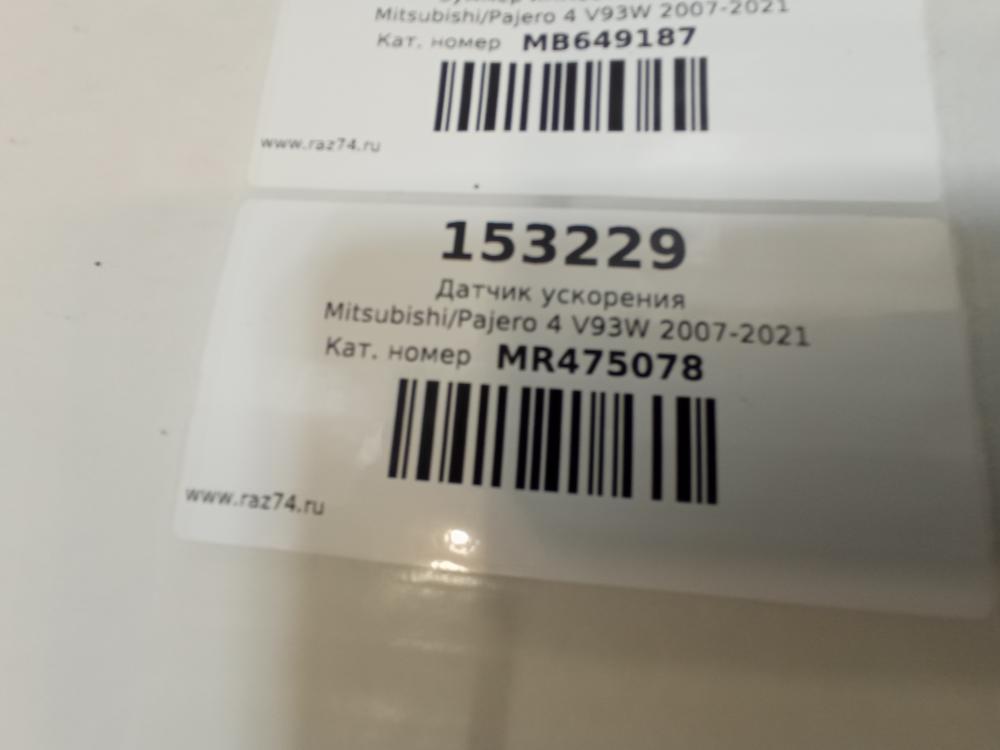 Mitsubishi/Pajero 4 V93W 2007-2021
Кат. номер MB649187
www.raz74.ru
153229
Датчик ускорения
Mitsubishi/Pajero 4 V93W 2007-2021
Кат. номер MR475078
www.raz74.ru